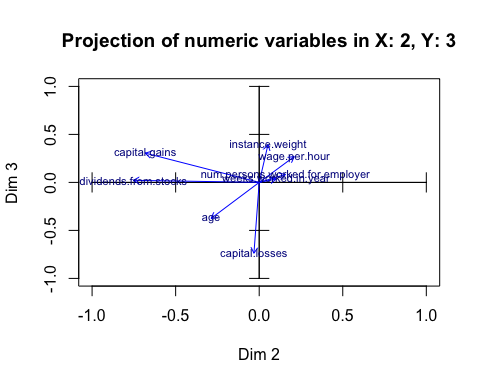 Projection of numeric variables in X: 2, Y: 3
Dim 3
1.0
0.5
0.0
-0.5
-1.0
instance.weight
capital.gains
wage.per.hour
num.persons.worked.for.employer
dividends.from.stocks
weeks.worked.in.year
age
capital.losses
-1.0 -0.5 0.0 0.5 1.0
Dim 2